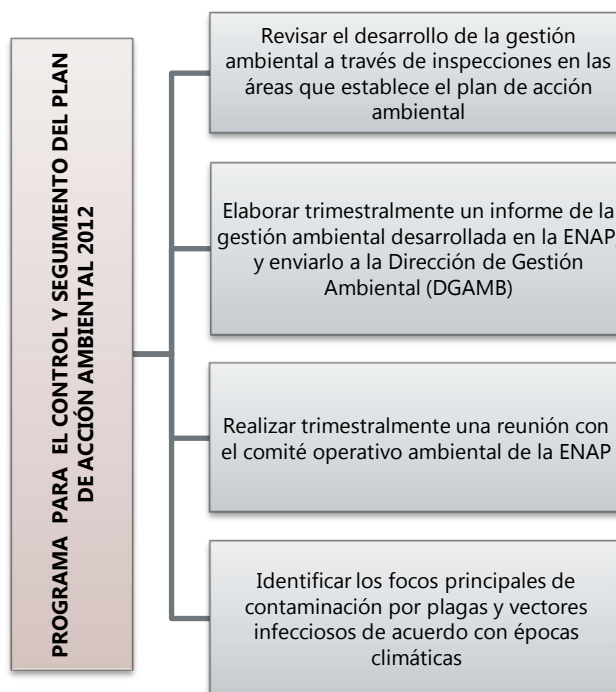 PROGRAMA PARA EL CONTROL Y SEGUIMIENTO DEL PLAN
DE ACCIÓN AMBIENTAL 2012
Revisar el desarrollo de la gestión
ambiental a través de inspecciones en las
áreas que establece el plan de acción
ambiental
Elaborar trimestralmente un informe de la
gestión ambiental desarrollada en la ENAP,
y enviarlo a la Dirección de Gestión
Ambiental (DGAMB)
Realizar trimestralmente una reunión con
el comité operativo ambiental de la ENAP
Identificar los focos principales de
contaminación por plagas y vectores
infecciosos de acuerdo con épocas
climáticas